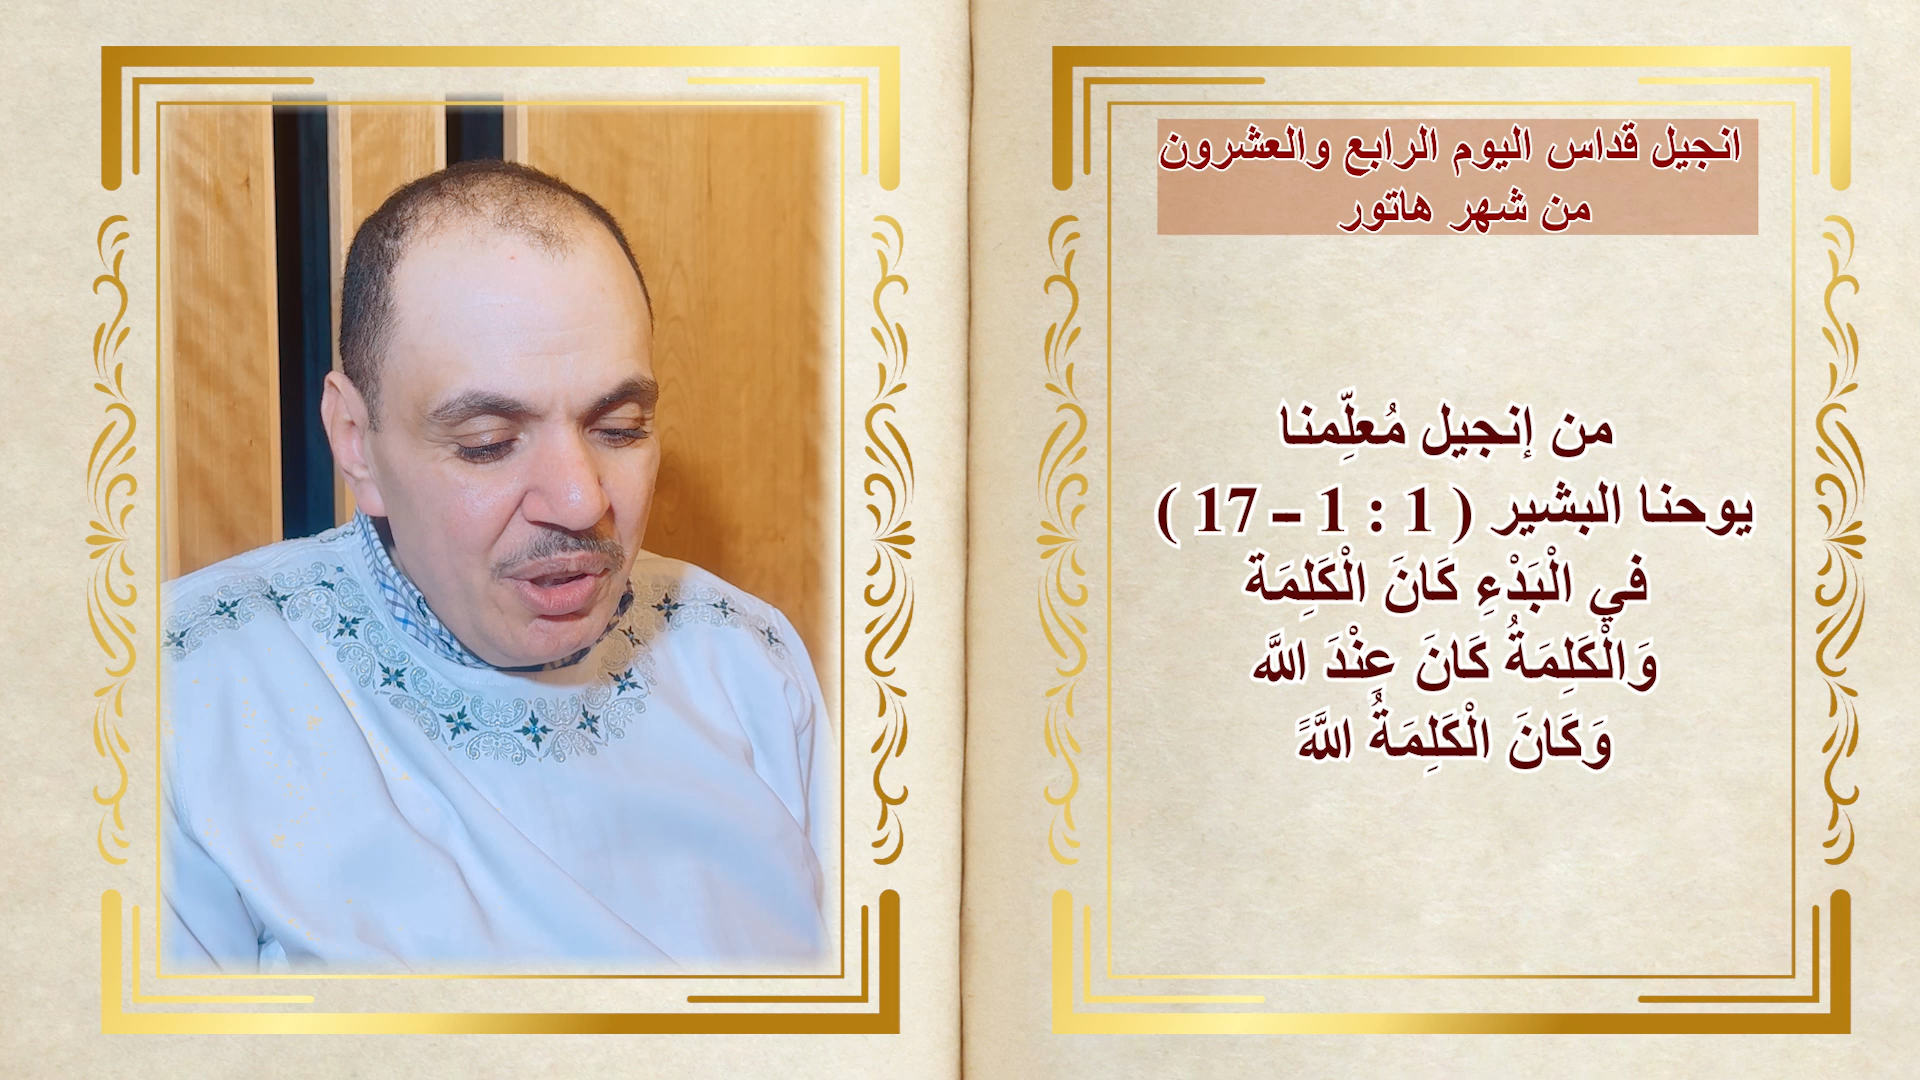 انجيل قداس اليوم الرابع والعشرون
من شهر هاتور
من إنجيل مُعلِّمنا
يوحنا البشير ( 1 : 1 – 17 )
في الْبَدْءِ كَانَ الْكَلِمَة
وَالْكَلِمَةُ كَانَ عِنْدَ اللَّه
وَكَانَ الْكَلِمَةُ اللَّهَ